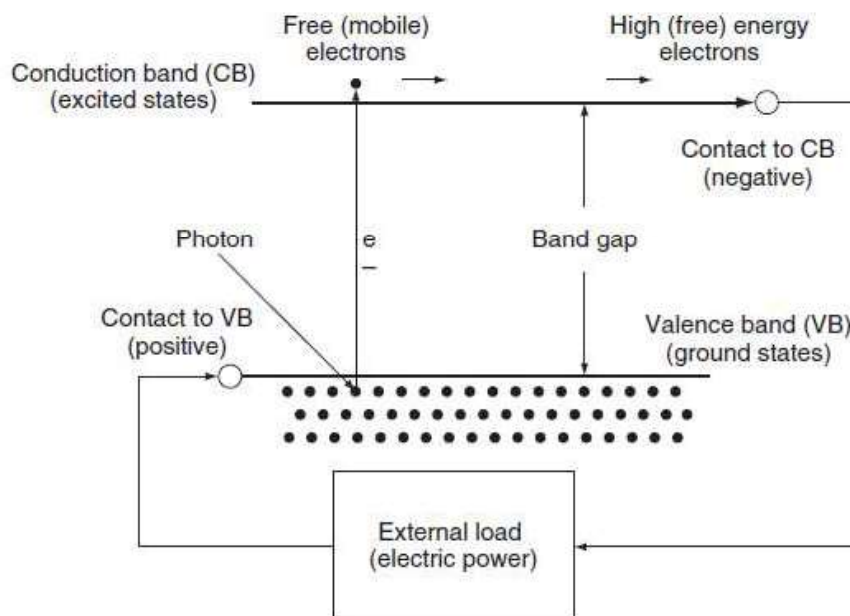 Free (mobile)
electrons
High (free) energy
electrons
Conduction band (CB)
(excited states)
Contact to CB
(negative)
Photon
e
–
Band gap
Contact to VB
(positive)
Valence band (VB)
(ground states)
External load
(electric power)